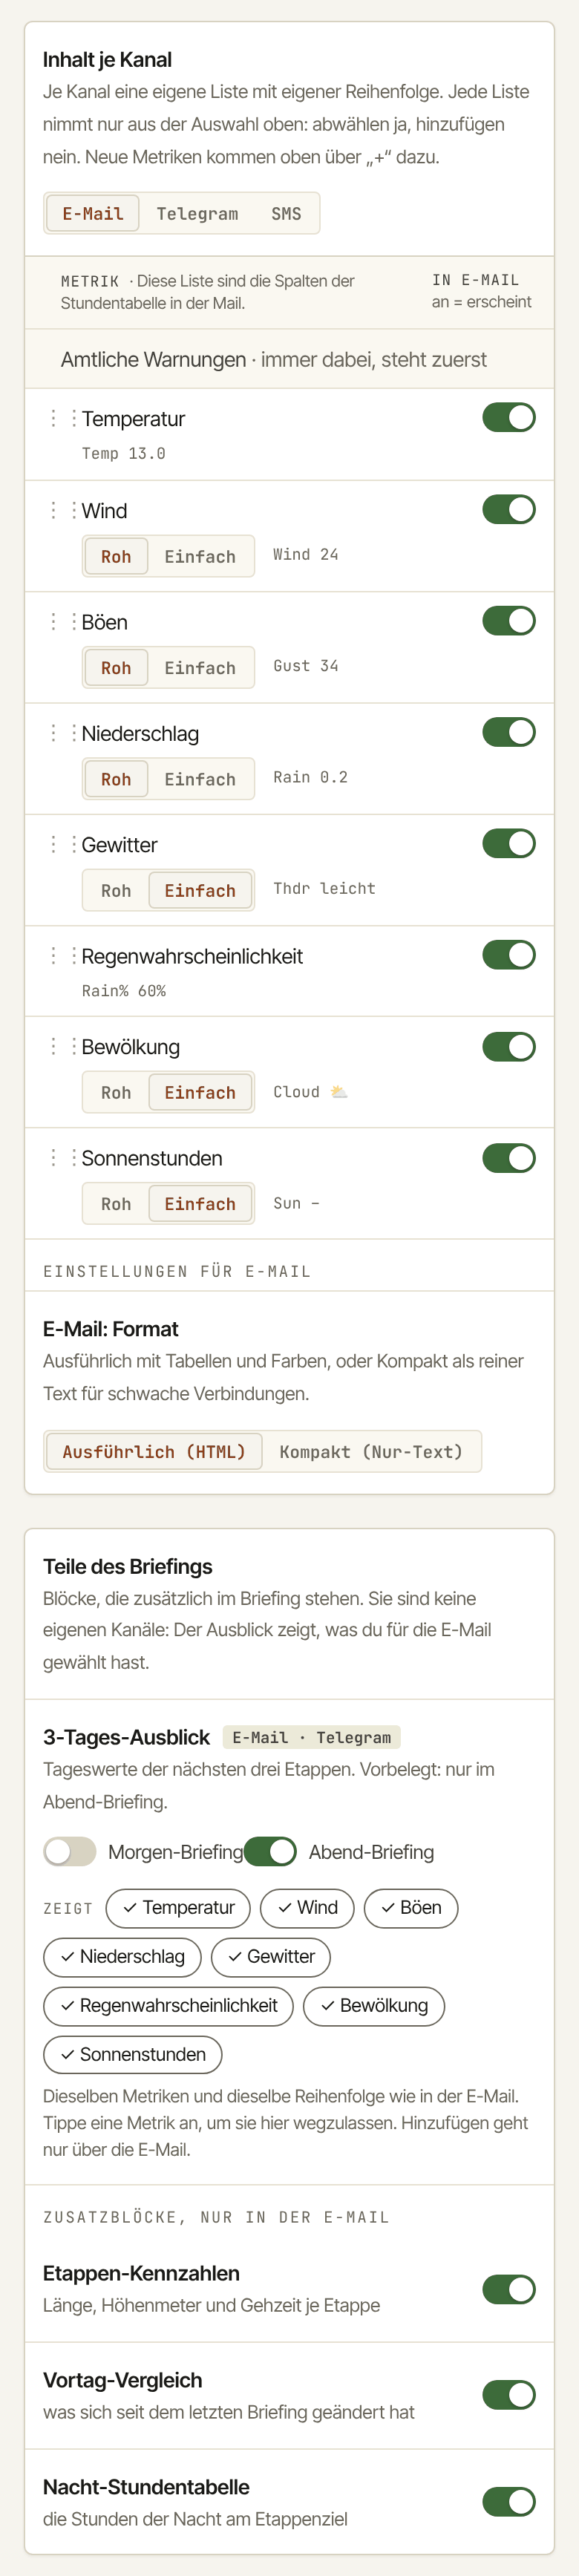 Inhalt je Kanal
Je Kanal eine eigene Liste mit eigener Reihenfolge. Jede Liste
nimmt nur aus der Auswahl oben: abwählen ja, hinzufügen
nein. Neue Metriken kommen oben über „+“ dazu.
E-Mail Telegram SMS
METRIK · Diese Liste sind die Spalten der
Stundentabelle in der Mail.
IN E-MAIL
an = erscheint
Amtliche Warnungen · immer dabei, steht zuerst
Temperatur
Temp 13.0
Wind
Roh Einfach Wind 24
Böen
Roh Einfach Gust 34
Niederschlag
Roh Einfach Rain 0.2
Gewitter
Roh Einfach Thdr leicht
Regenwahrscheinlichkeit
Rain% 60%
Bewölkung
Roh Einfach Cloud ⛅
Sonnenstunden
Roh Einfach Sun –
EINSTELLUNGEN FÜR E-MAIL
E-Mail: Format
Ausführlich mit Tabellen und Farben, oder Kompakt als reiner
Text für schwache Verbindungen.
Ausführlich (HTML) Kompakt (Nur-Text)
Teile des Briefings
Blöcke, die zusätzlich im Briefing stehen. Sie sind keine
eigenen Kanäle: Der Ausblick zeigt, was du für die E-Mail
gewählt hast.
3-Tages-Ausblick E-Mail · Telegram
Tageswerte der nächsten drei Etappen. Vorbelegt: nur im
Abend-Briefing.
Morgen-Briefing Abend-Briefing
ZEIGT ✓ Temperatur ✓ Wind ✓ Böen
✓ Niederschlag ✓ Gewitter
✓ Regenwahrscheinlichkeit ✓ Bewölkung
✓ Sonnenstunden
Dieselben Metriken und dieselbe Reihenfolge wie in der E-Mail.
Tippe eine Metrik an, um sie hier wegzulassen. Hinzufügen geht
nur über die E-Mail.
ZUSATZBLÖCKE, NUR IN DER E-MAIL
Etappen-Kennzahlen
Länge, Höhenmeter und Gehzeit je Etappe
Vortag-Vergleich
was sich seit dem letzten Briefing geändert hat
Nacht-Stundentabelle
die Stunden der Nacht am Etappenziel